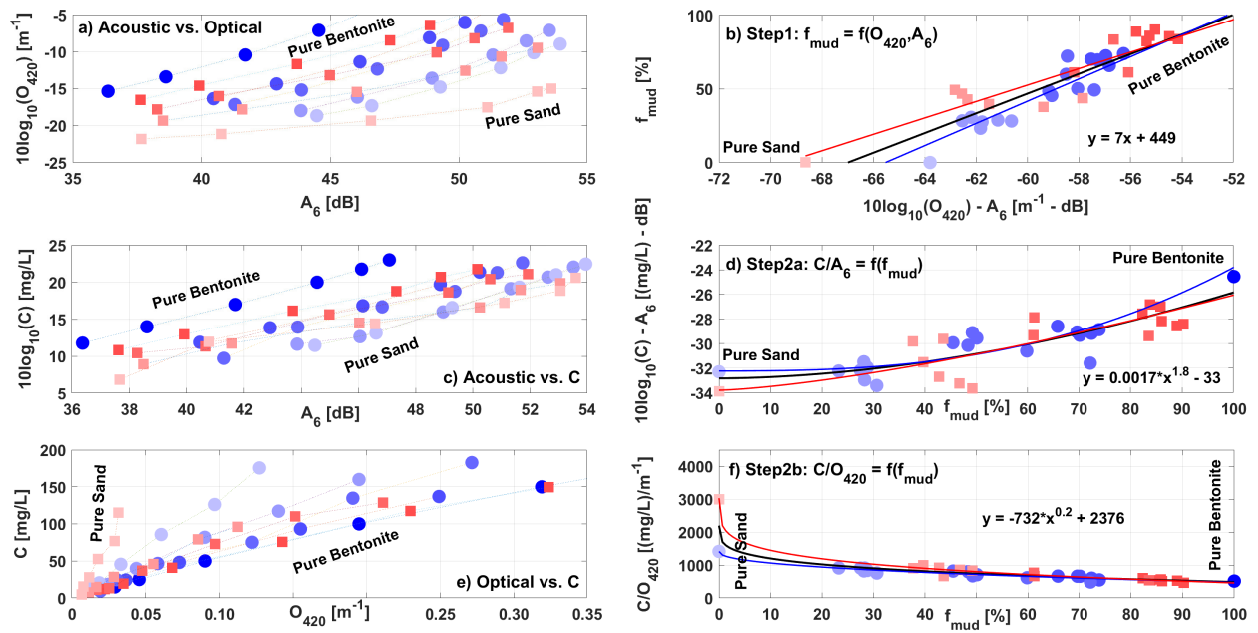 a) Acoustic vs. Optical
Pure Bentonite
Pure Sand
10log10(O420) [m-1]
-5
-10
-15
-20
-25
35
40
45
50
55
A6 [dB]
b) Step1: fmud = f(O420,A6)
Pure Bentonite
Pure Sand
y = 7x + 449
fmud [%]
100
50
0
-72
-70
-68
-66
-64
-62
-60
-58
-56
-54
-52
10log10(O420) - A6 [m-1 - dB]
Pure Bentonite
Pure Sand
c) Acoustic vs. C
10log10(C) [mg/L]
25
20
15
10
5
36
38
40
42
44
46
48
50
52
54
A6 [dB]
d) Step2a: C/A6 = f(fmud)
Pure Bentonite
Pure Sand
y = 0.0017*x1.8 - 33
10log10(C) - A6 [(mg/L) - dB]
-22
-24
-26
-28
-30
-32
-34
0
10
20
30
40
50
60
70
80
90
100
fmud [%]
Pure Sand
Pure Bentonite
e) Optical vs. C
C [mg/L]
200
150
100
50
0
0
0.05
0.15
0.20
0.30
0.35
O420 [m-1]
f) Step2b: C/O420 = f(fmud)
y = -732*x0.2 + 2376
Pure Sand
Pure Bentonite
C/O420 [(mg/L)/m-1]
4000
3000
2000
1000
0
0
10
20
30
40
50
60
70
80
90
100
fmud [%]